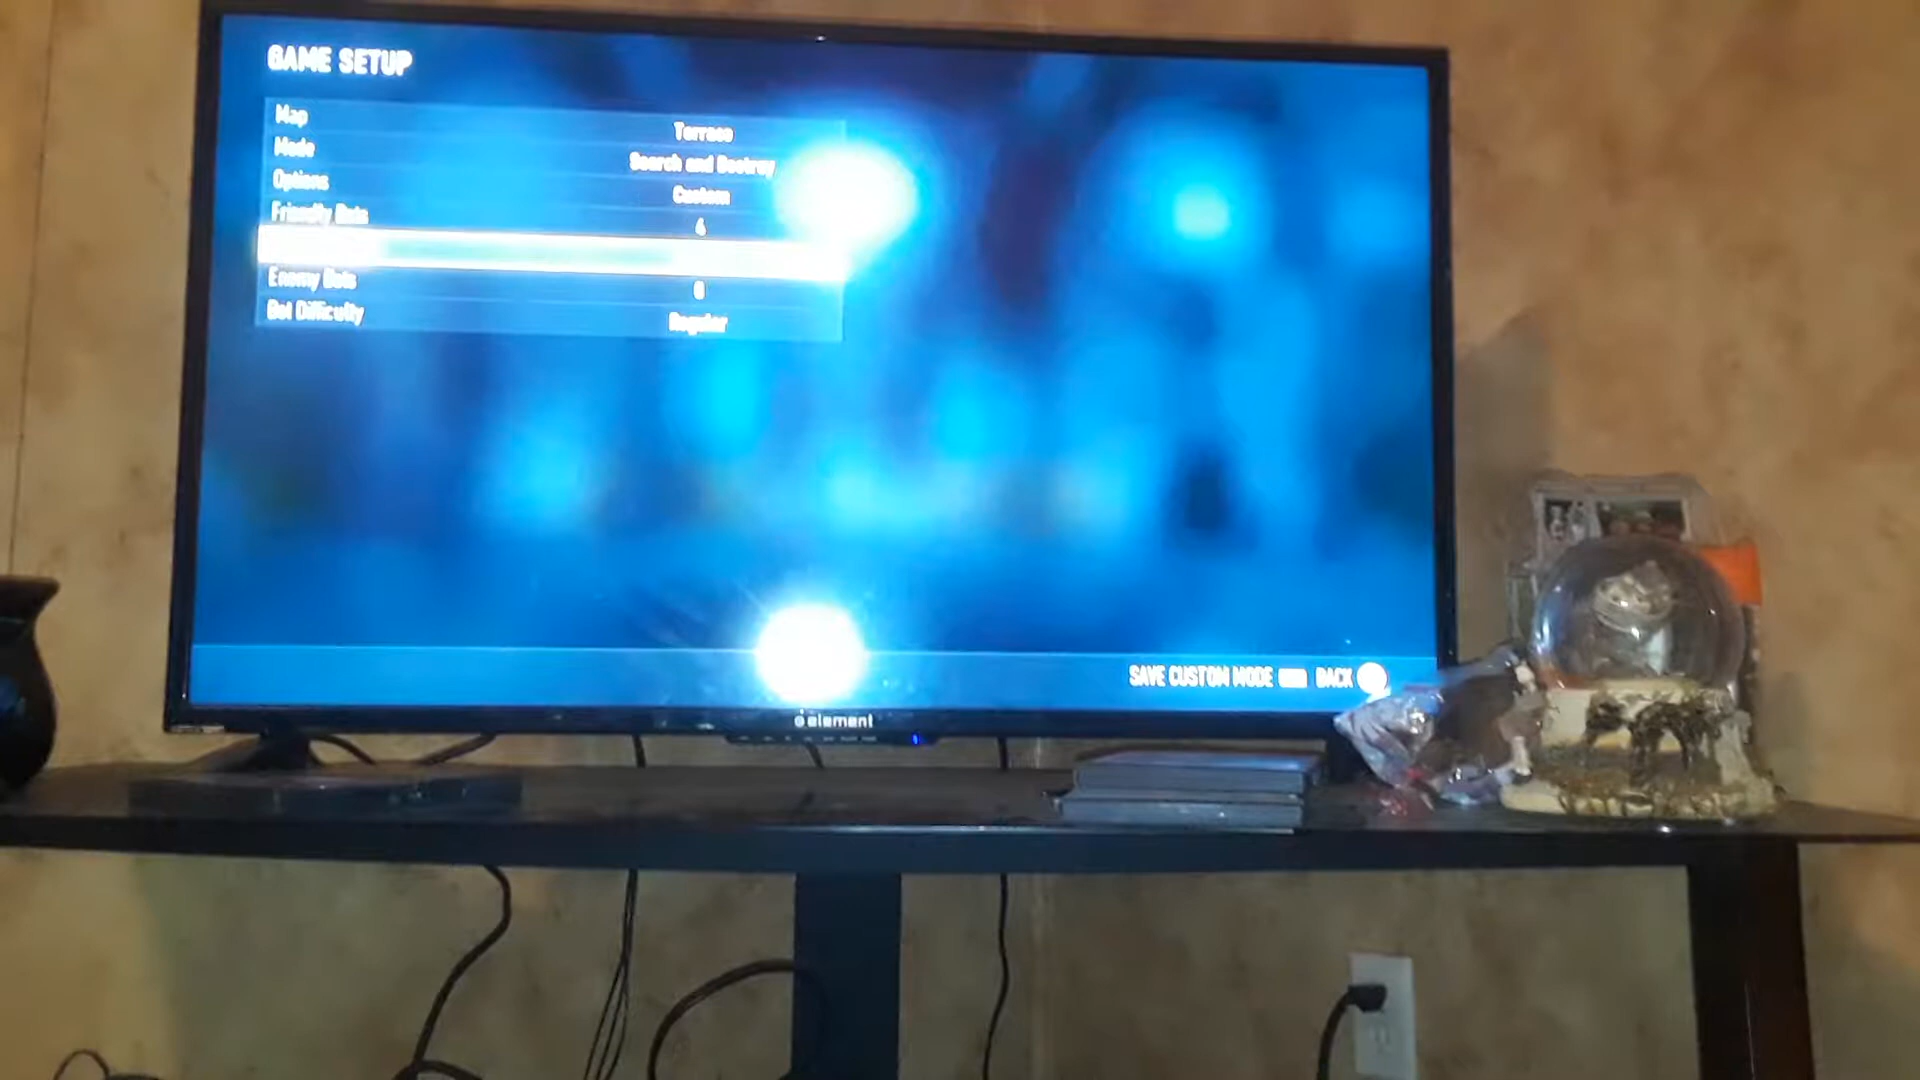 GAME SETUP
Map Terrace
Mode Search and Destroy
Options Custom
Friendly Bots 4
Enemy Bots
Bot Difficulty Regular
SAVE CUSTOM MODE BACK
element